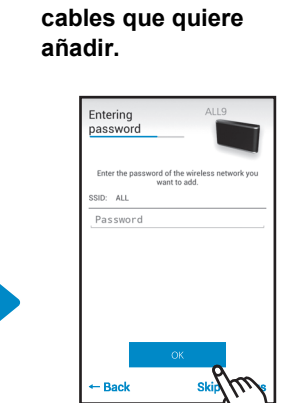 cables que quiere
añadir.
Entering
password
ALL9
Enter the password of the wireless network you
want to add.
SSID: ALL
Password
OK
← Back
Skip